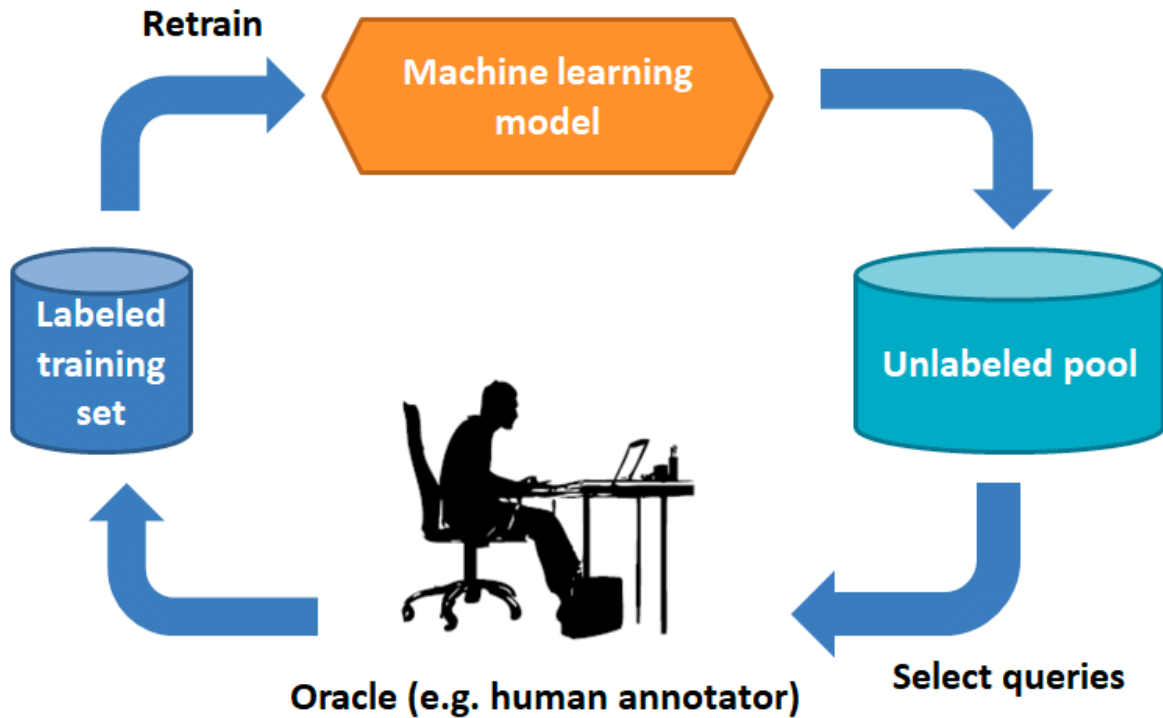 Retrain
Machine learning
model
Labeled
training
set
Unlabeled pool
Select queries
Oracle (e.g. human annotator)